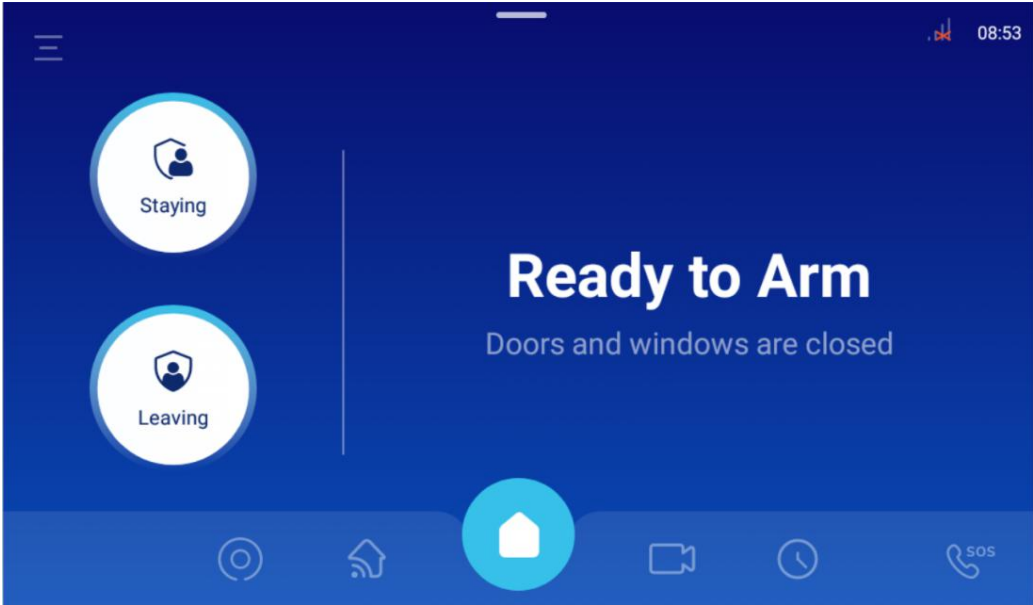 08:53
Staying
Ready to Arm
Doors and windows are closed
Leaving
SOS